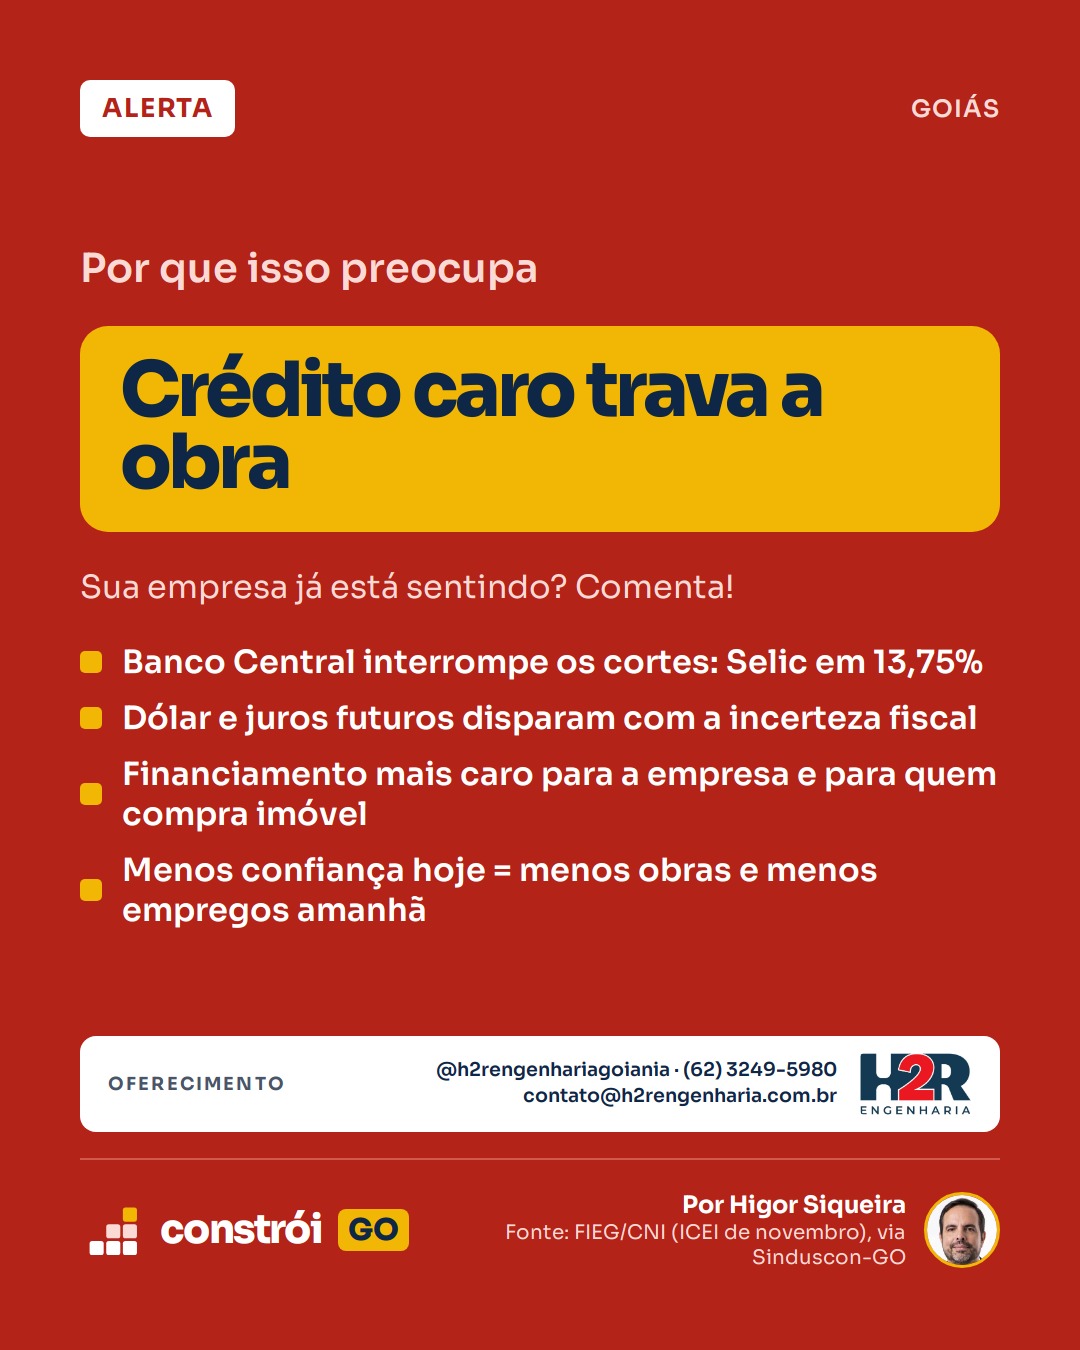 ALERTA
GOIÁS
Por que isso preocupa
Crédito caro trava a
obra
Sua empresa já está sentindo? Comenta!
Banco Central interrompe os cortes: Selic em 13,75%
Dólar e juros futuros disparam com a incerteza fiscal
Financiamento mais caro para a empresa e para quem
compra imóvel
Menos confiança hoje = menos obras e menos
empregos amanhã
OFERECIMENTO
@h2rengenhariagoiania · (62) 3249-5980
contato@h2rengenharia.com.br
H2R
ENGENHARIA
constrói GO
Por Higor Siqueira
Fonte: FIEG/CNI (ICEI de novembro), via
Sinduscon-GO